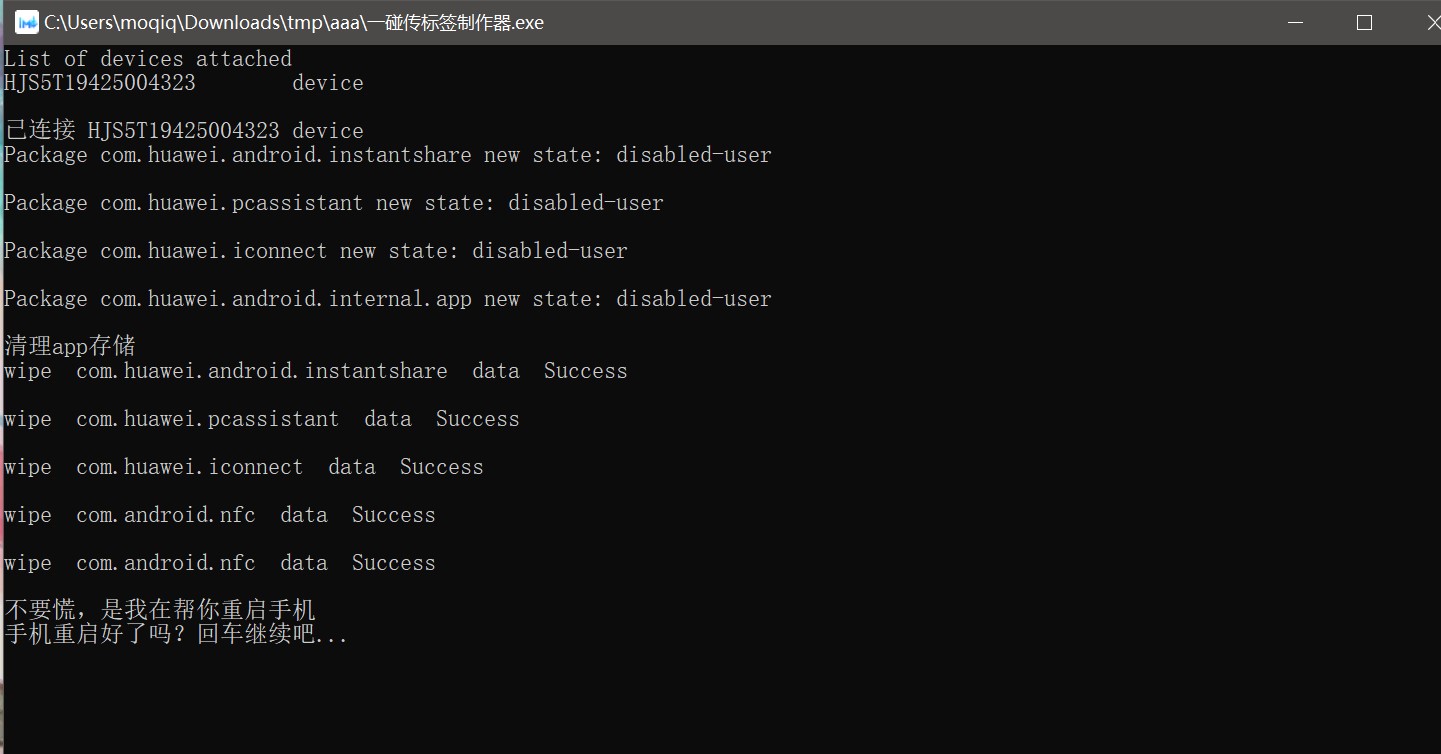 C:\Users\moqiq\Downloads\tmp\aaa\一碰传标签制作器.exe
List of devices attached
HJS5T19425004323        device
已连接 HJS5T19425004323 device
Package com.huawei.android.instantshare new state: disabled-user
Package com.huawei.pcassistant new state: disabled-user
Package com.huawei.iconnect new state: disabled-user
Package com.huawei.android.internal.app new state: disabled-user
清理app存储
wipe  com.huawei.android.instantshare  data  Success
wipe  com.huawei.pcassistant  data  Success
wipe  com.huawei.iconnect  data  Success
wipe  com.android.nfc  data  Success
wipe  com.android.nfc  data  Success
不要慌，是我在帮你重启手机
手机重启好了吗？回车继续吧...